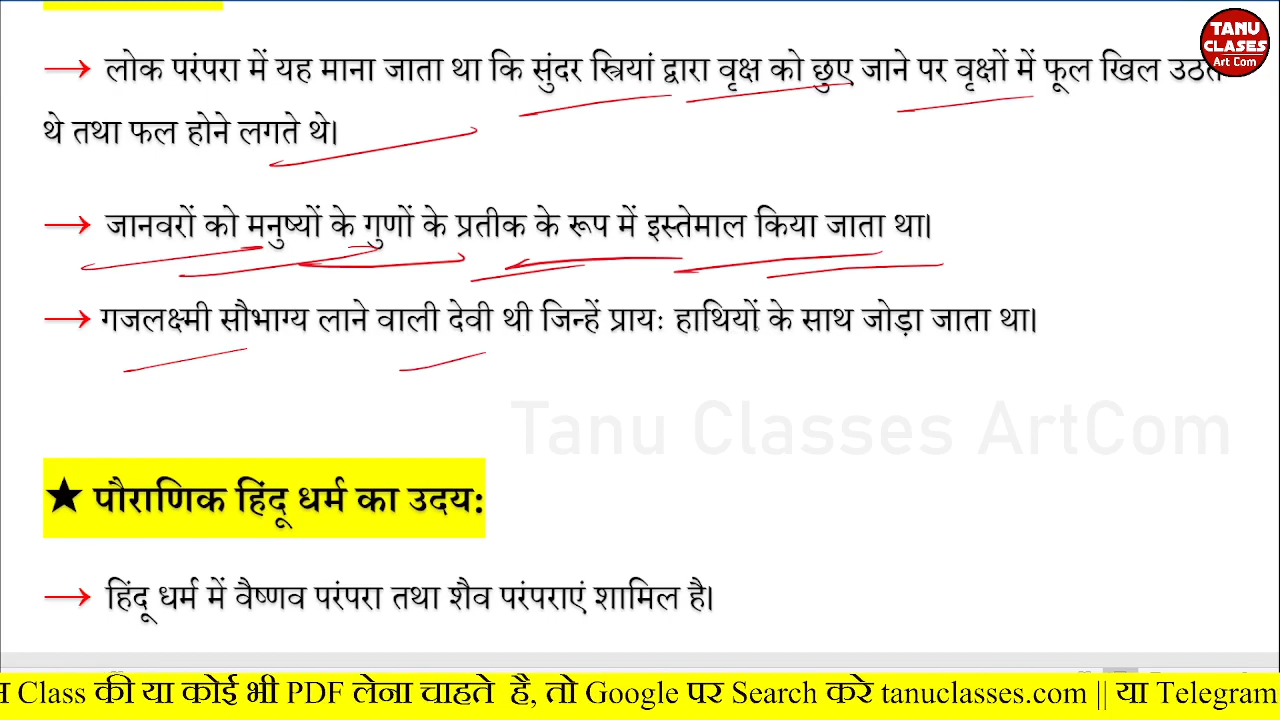 TANU
CLASES
Art Com
→ लोक परंपरा में यह माना जाता था कि सुंदर स्त्रियां द्वारा वृक्ष को छुए जाने पर वृक्षों में फूल खिल उठते
थे तथा फल होने लगते थे।
→ जानवरों को मनुष्यों के गुणों के प्रतीक के रूप में इस्तेमाल किया जाता था।
→ गजलक्ष्मी सौभाग्य लाने वाली देवी थी जिन्हें प्रायः हाथियों के साथ जोड़ा जाता था।
Tanu Classes ArtCom
★ पौराणिक हिंदू धर्म का उदय:
→ हिंदू धर्म में वैष्णव परंपरा तथा शैव परंपराएं शामिल है।
Class की या कोई भी PDF लेना चाहते है, तो Google पर Search करे tanuclasses.com || या Telegram